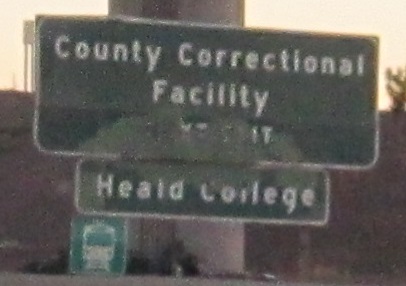 County Correctional
Facility
Heald College